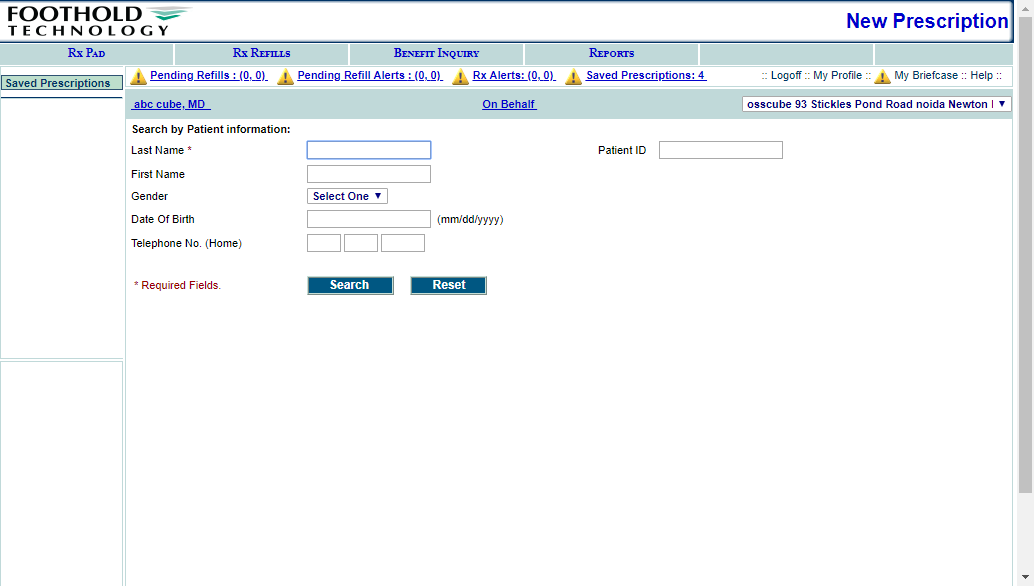 FOOTHOLD
TECHNOLOGY
New Prescription
Rx Pad Rx Refills Benefit Inquiry Reports
Saved Prescriptions
Pending Refills : (0, 0) Pending Refill Alerts : (0, 0) Rx Alerts: (0, 0) Saved Prescriptions: 4 :: Logoff :: My Profile :: My Briefcase :: Help ::
abc cube, MD On Behalf osscube 93 Stickles Pond Road noida Newton
Search by Patient information:
Last Name * Patient ID
First Name
Gender Select One
Date Of Birth (mm/dd/yyyy)
Telephone No. (Home)
* Required Fields. Search Reset